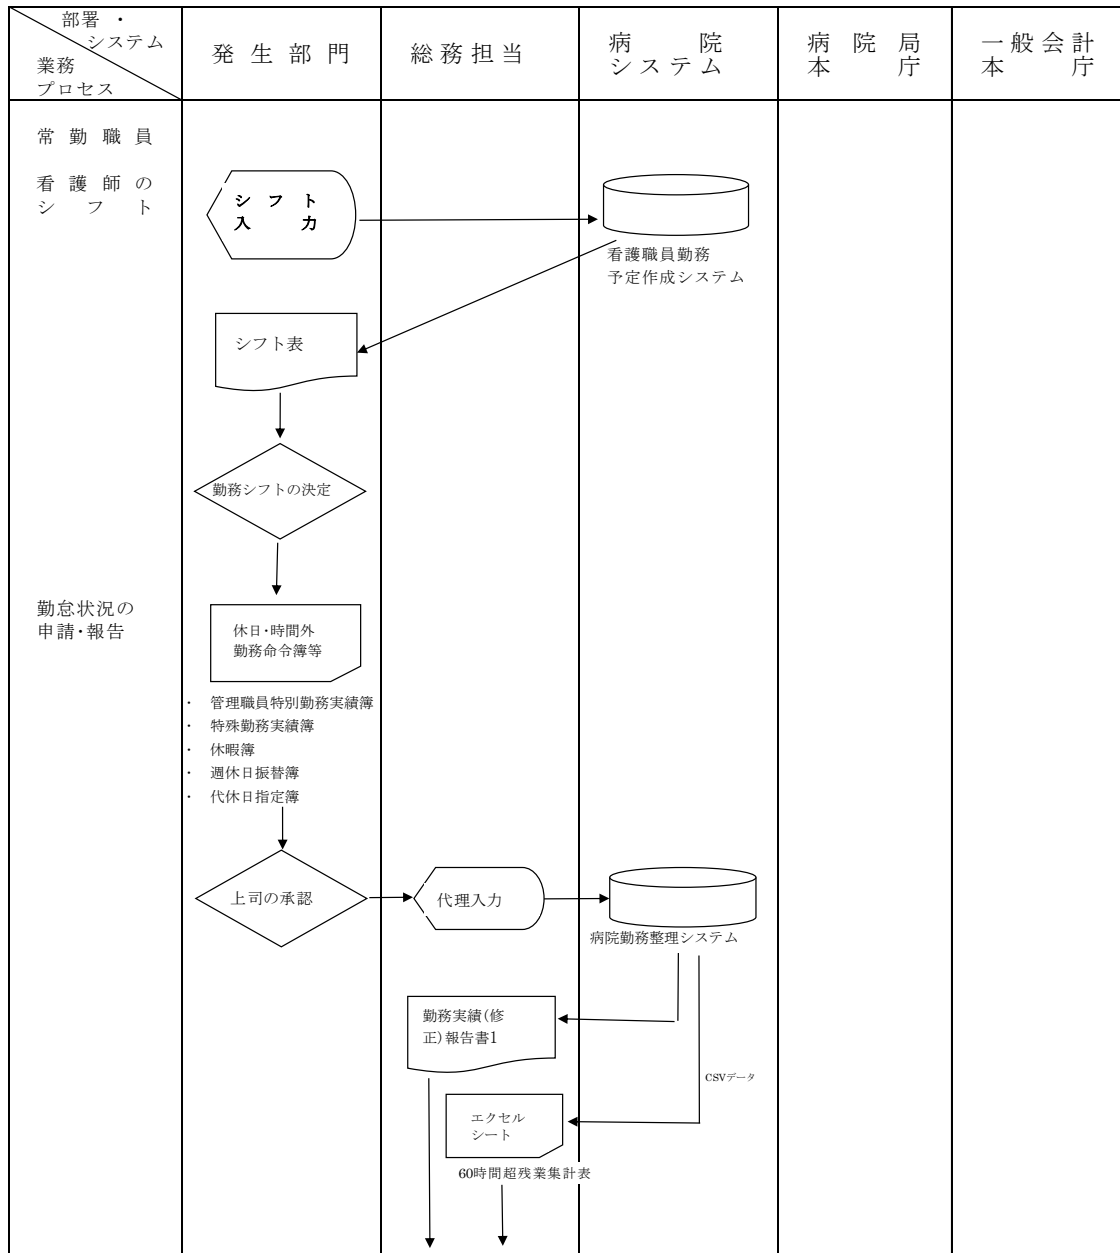 部署・
システム
業務
プロセス
発生部門
総務担当
病院
システム
病院局
本庁
一般会計
本庁
常勤職員
看護師の
シフト
シフト
入力
看護職員勤務
予定作成システム
シフト表
勤務シフトの決定
勤怠状況の
申請・報告
休日・時間外
勤務命令簿等
・ 管理職員特別勤務実績簿
・ 特殊勤務実績簿
・ 休暇簿
・ 週休日振替簿
・ 代休日指定簿
上司の承認
代理入力
病院勤務整理システム
勤務実績(修
正)報告書1
CSVデータ
エクセル
シート
60時間超残業集計表